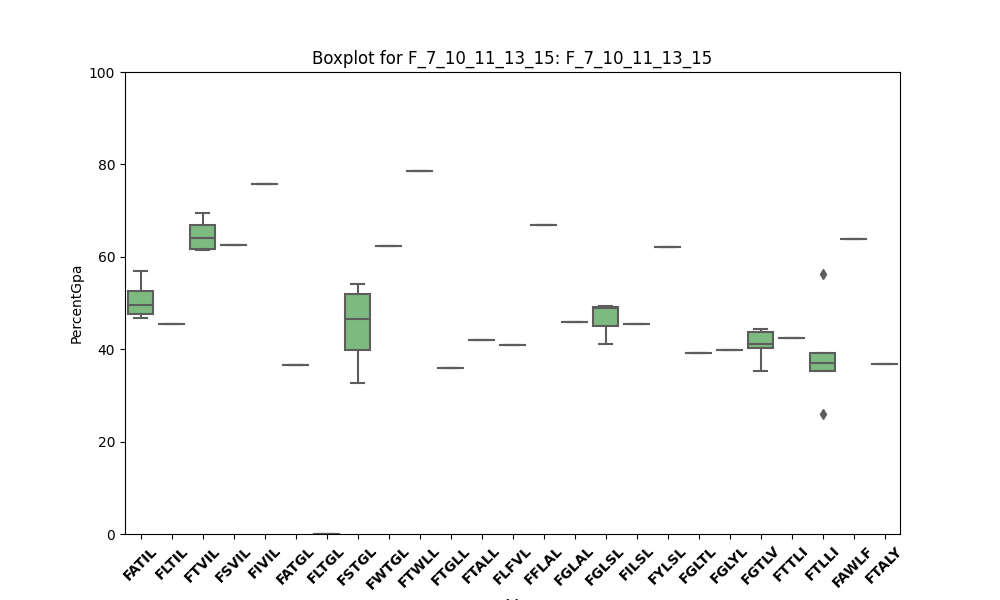 Boxplot for F_7_10_11_13_15: F_7_10_11_13_15
100
80
60
40
20
0
PercentGpa
FATIL
FLTIL
FTVIL
FSVIL
FIVIL
FATGL
FLTGL
FSTGL
FWTGL
FTWLL
FTGLL
FTALL
FLFVL
FFLAL
FGLAL
FGLSL
FILSL
FYLSL
FGLTL
FGLYL
FGTLV
FTTLI
FTLLI
FAWLF
FTALY